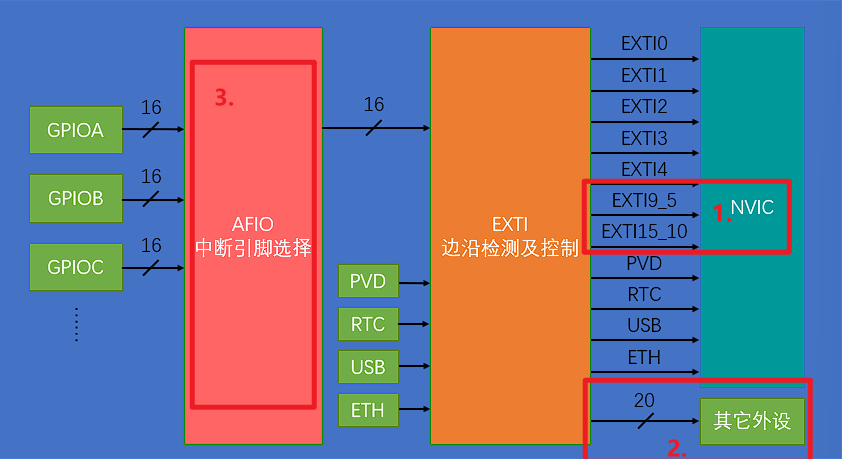 GPIOA
16
GPIOB
16
GPIOC
16
3.
AFIO
中断引脚选择
16
PVD
RTC
USB
ETH
EXTI
边沿检测及控制
EXTI0
EXTI1
EXTI2
EXTI3
EXTI4
EXTI9_5
EXTI15_10
PVD
RTC
USB
ETH
20
1.
NVIC
其它外设
2.